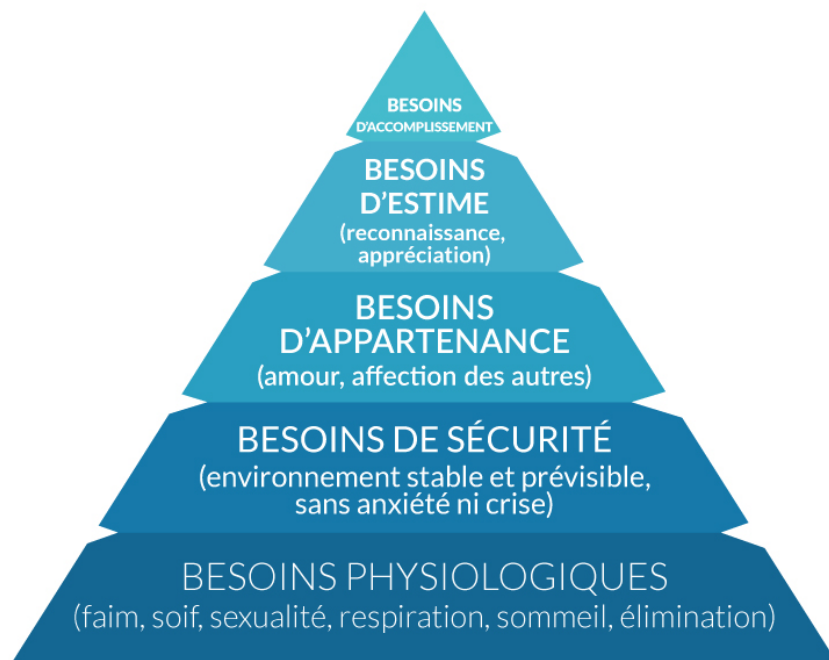 BESOINS
D'ACCOMPLISSEMENT
BESOINS
D'ESTIME
(reconnaissance,
appréciation)
BESOINS
D'APPARTENANCE
(amour, affection des autres)
BESOINS DE SÉCURITÉ
(environnement stable et prévisible,
sans anxiété ni crise)
BESOINS PHYSIOLOGIQUES
(faim, soif, sexualité, respiration, sommeil, élimination)